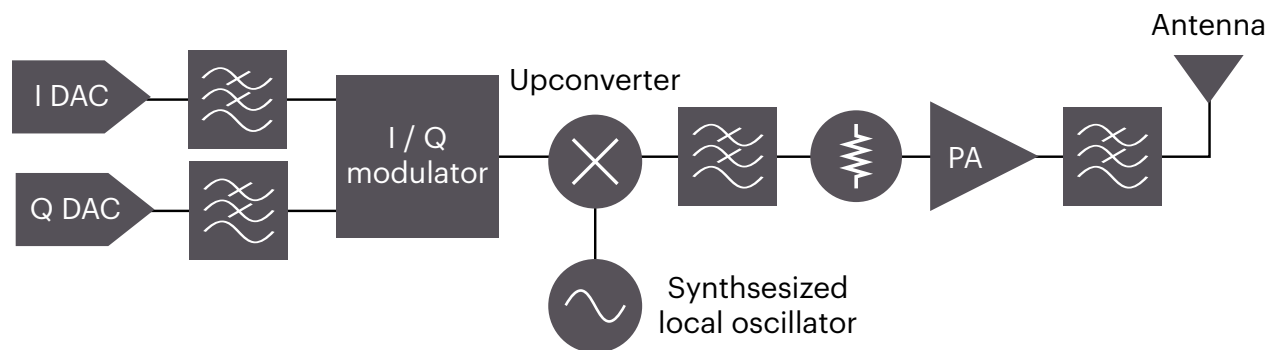 Antenna
I DAC
Upconverter
I / Q
modulator
PA
Q DAC
Synthsesized
local oscillator